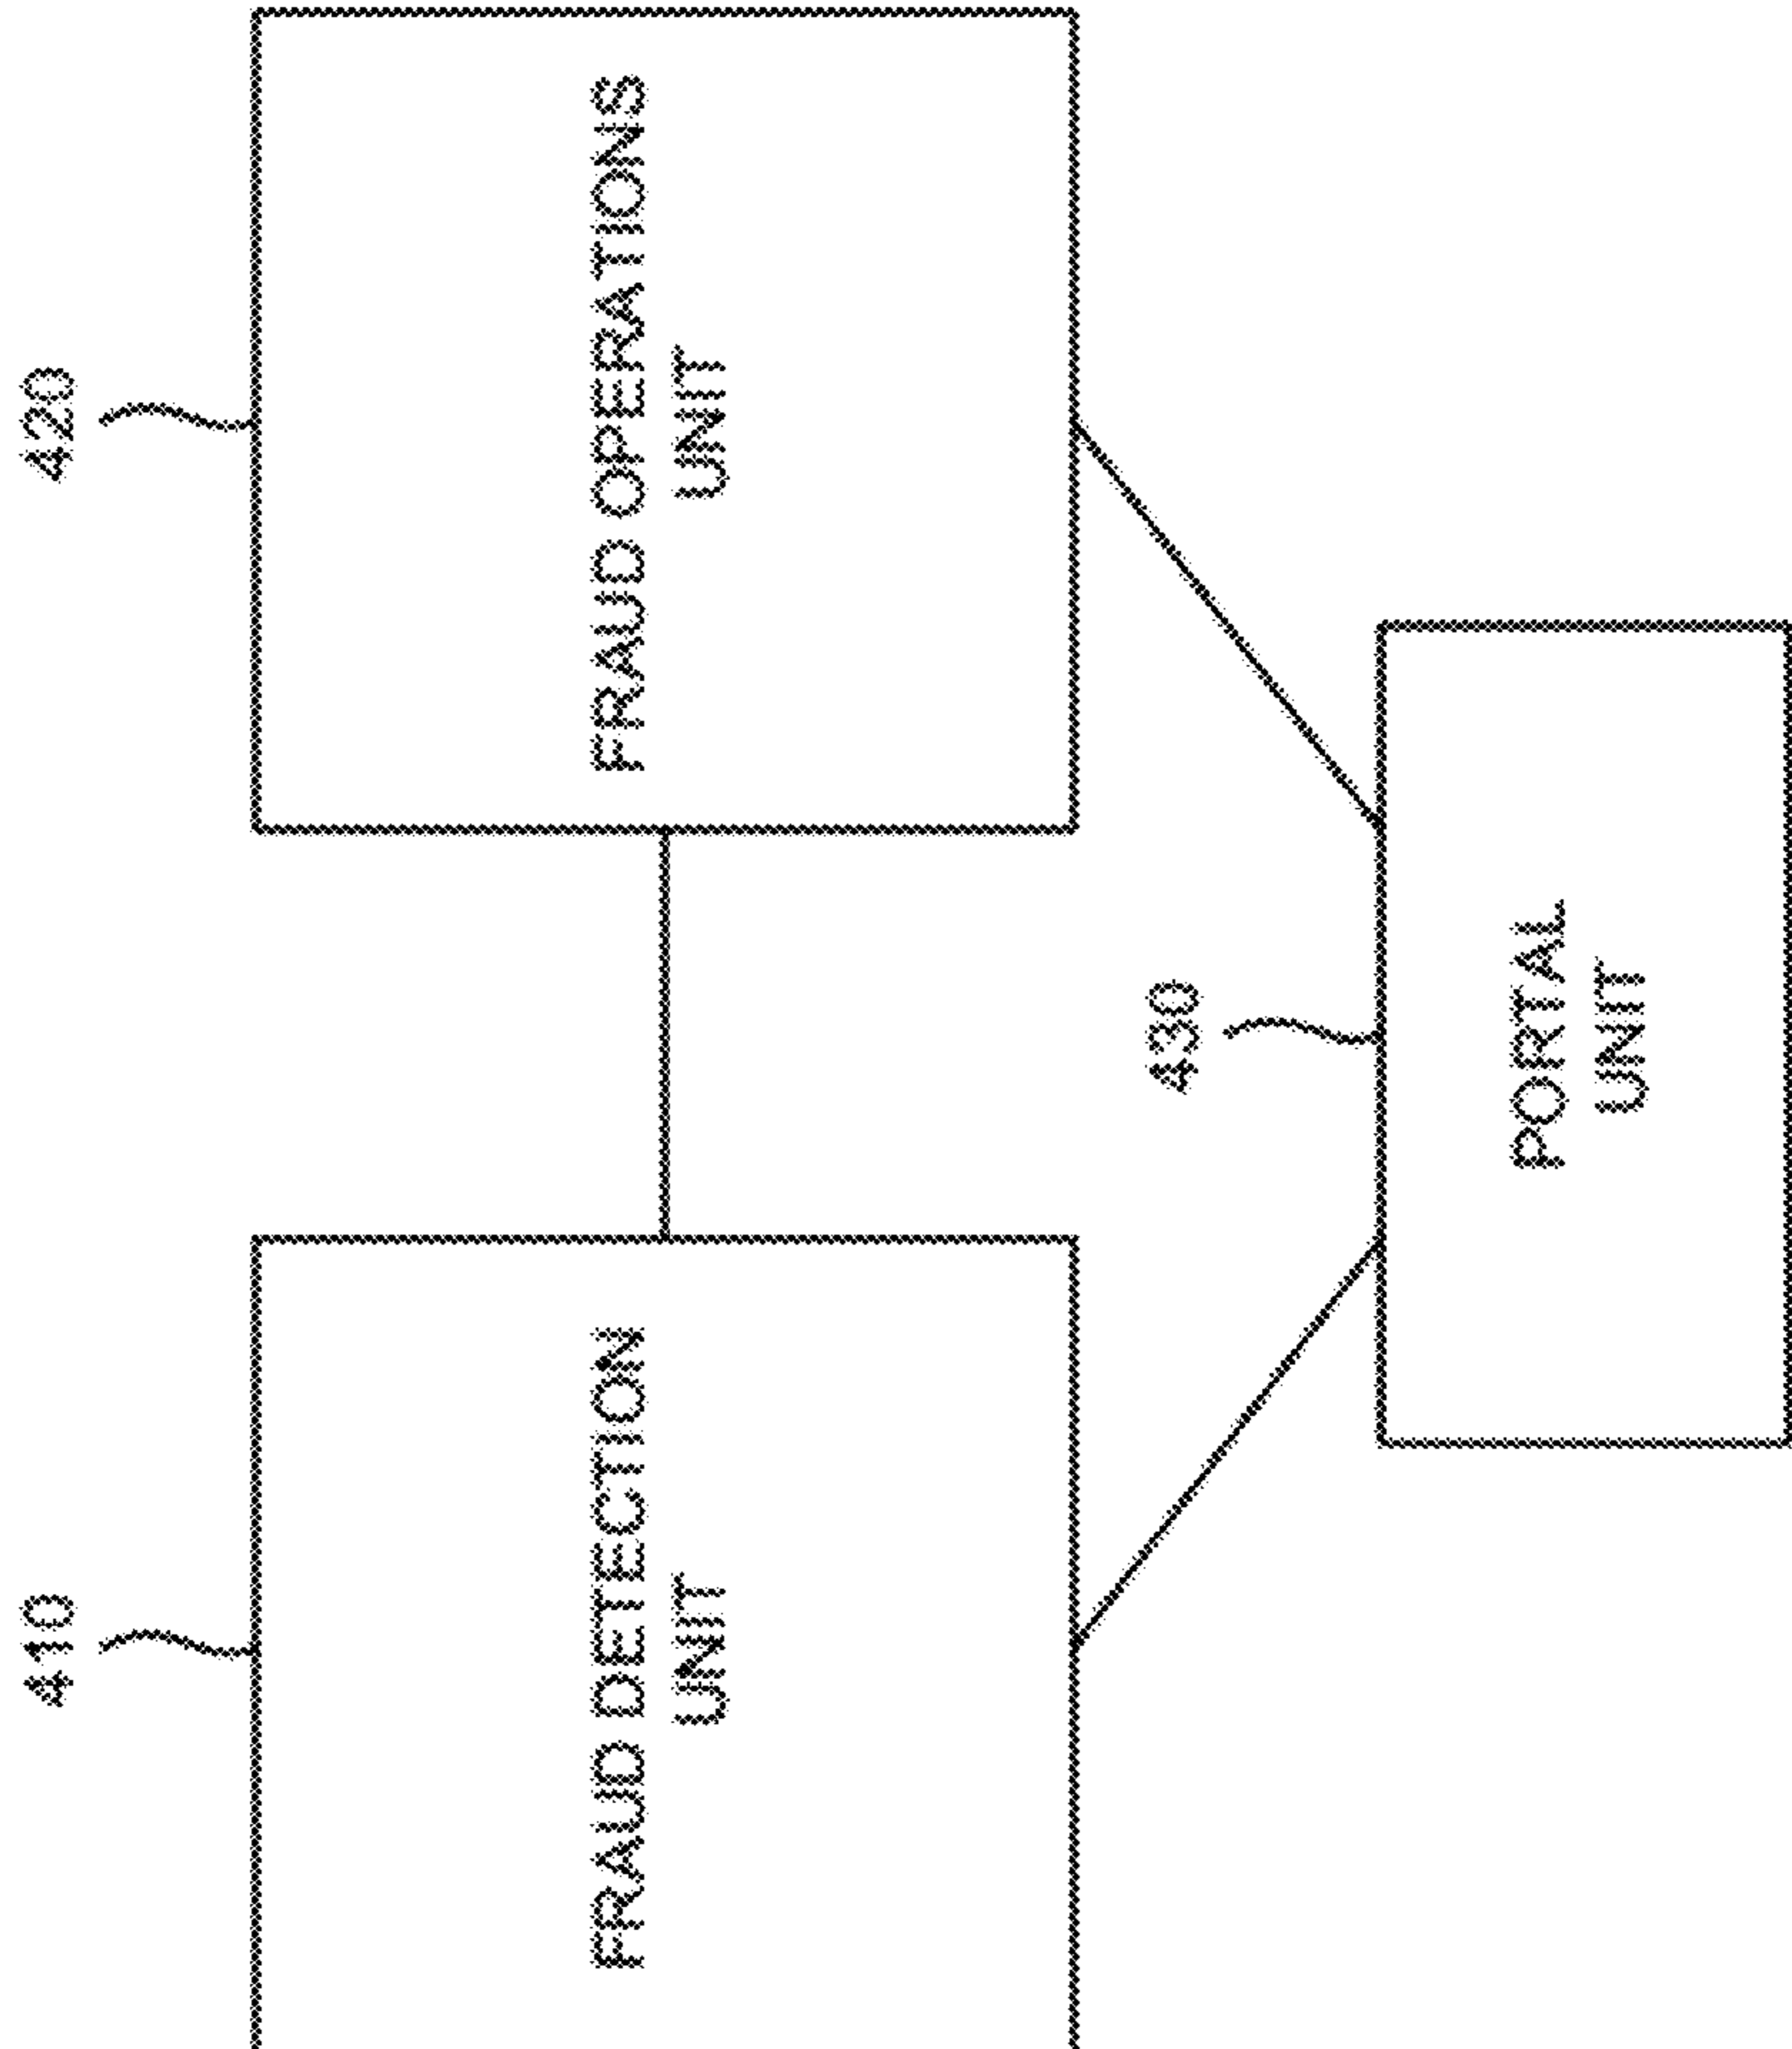 410
420
FRAUD DETECTION
UNIT
FRAUD OPERATIONS
UNIT
430
PORTAL
UNIT